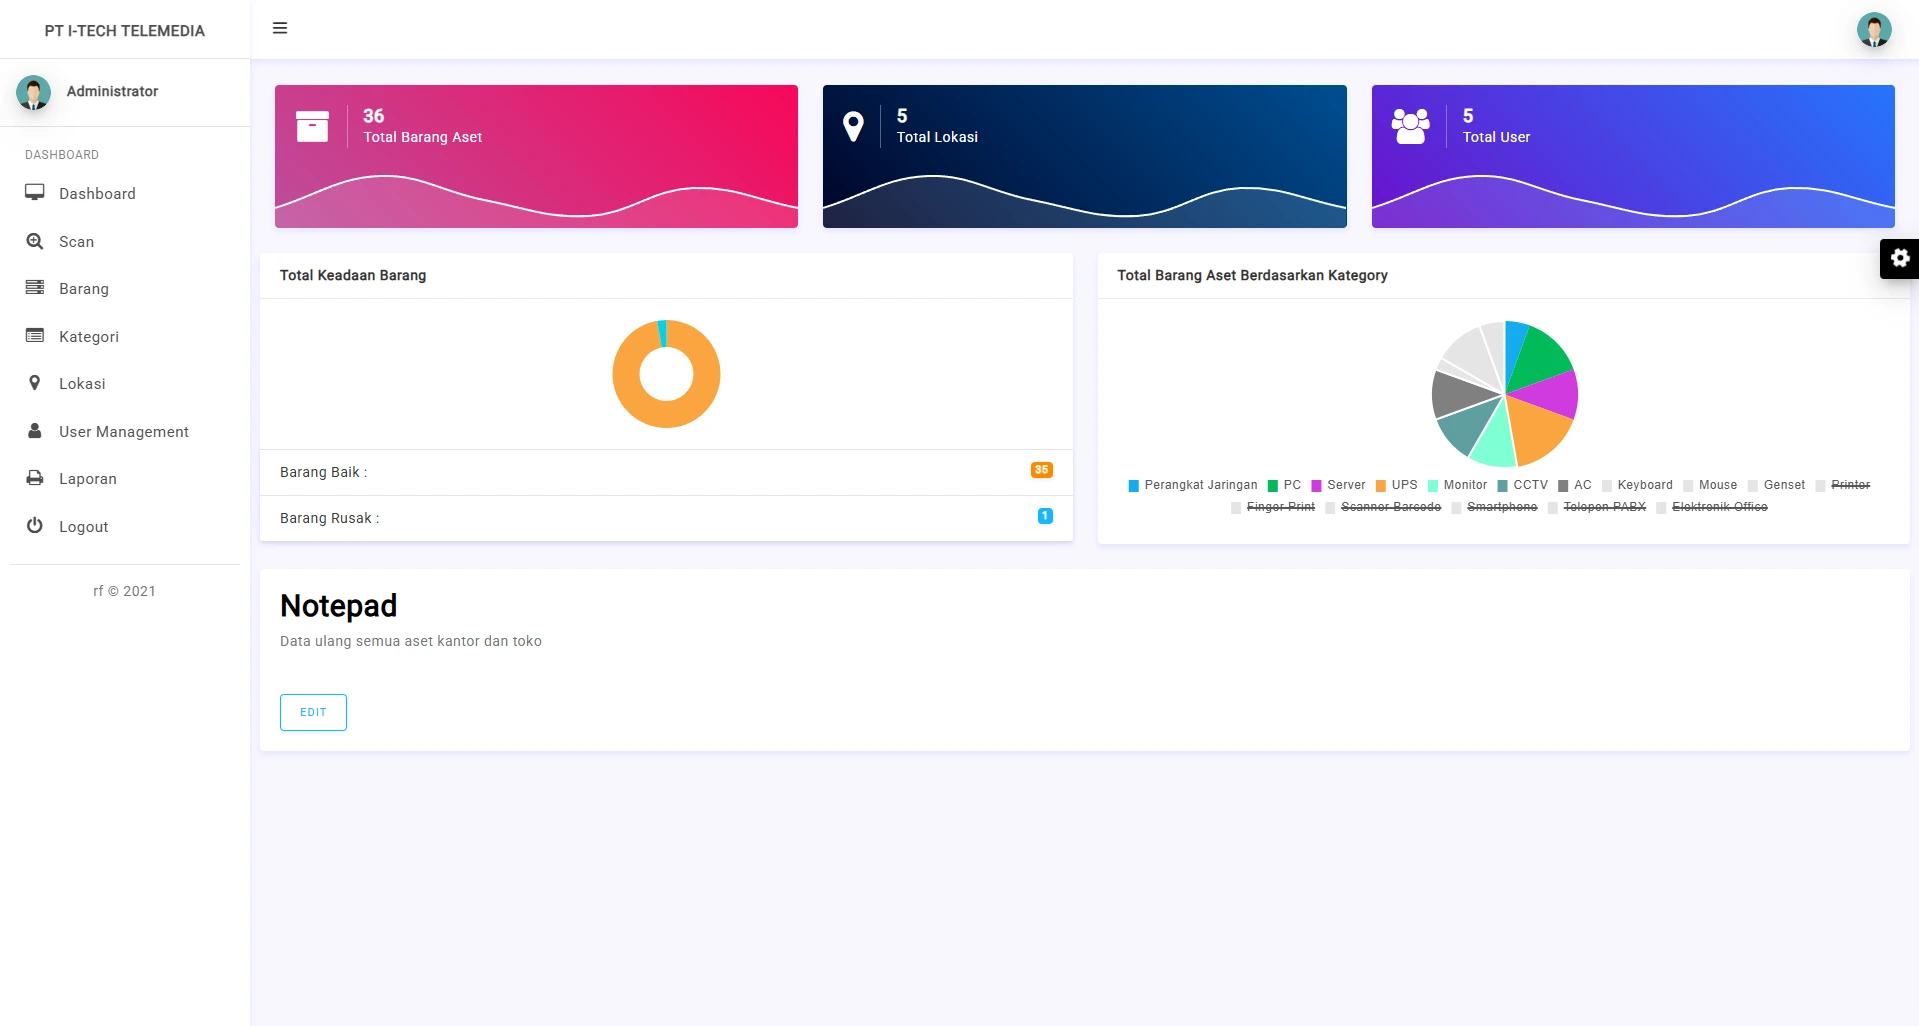 PT I-TECH TELEMEDIA
Administrator
DASHBOARD
Dashboard
Scan
Barang
Kategori
Lokasi
User Management
Laporan
Logout
rf © 2021
36
Total Barang Aset
5
Total Lokasi
5
Total User
Total Keadaan Barang
Barang Baik : 35
Barang Rusak : 1
Total Barang Aset Berdasarkan Kategory
Perangkat Jaringan PC Server UPS Monitor CCTV AC Keyboard Mouse Genset Printer
Finger Print Scanner Barcode Smartphone Telepon PABX Elektronik Office
Notepad
Data ulang semua aset kantor dan toko
EDIT